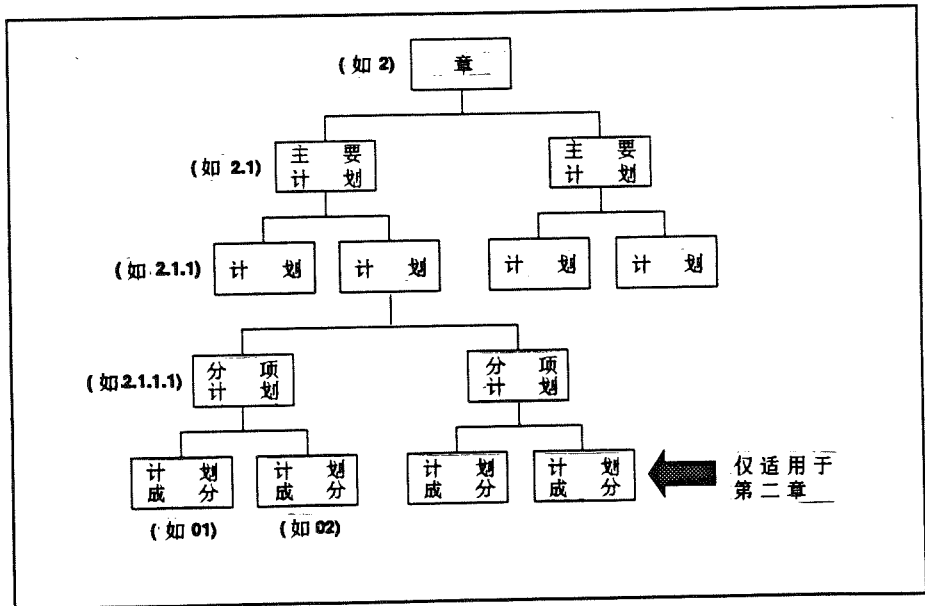 (如 2) 章
(如 2.1) 主 要 主 要
计 划 计 划
(如 2.1.1) 计 划 计 划 计 划 计 划
(如 2.1.1.1) 分 项 分 项
计 划 计 划
计 划 计 划 计 划 计 划 仅 适 用 于
成 分 成 分 成 分 成 分 第 二 章
(如 01) (如 02)